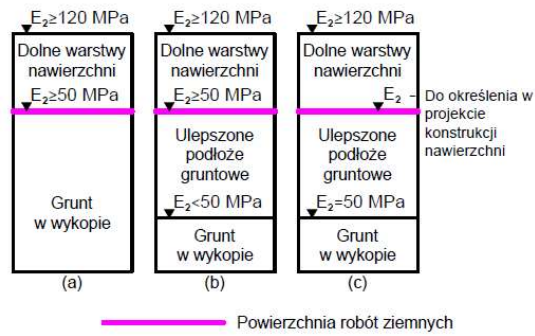 E₂≥120 MPa
Dolne warstwy
nawierzchni
E₂≥50 MPa
Grunt
w wykopie
(a)
E₂≥120 MPa
Dolne warstwy
nawierzchni
E₂≥50 MPa
Ulepszone
podłoże
gruntowe
E₂<50 MPa
Grunt
w wykopie
(b)
E₂≥120 MPa
Dolne warstwy
nawierzchni
E₂ - Do określenia w
projekcie
konstrukcji
nawierzchni
Ulepszone
podłoże
gruntowe
E₂=50 MPa
Grunt
w wykopie
(c)
Powierzchnia robót ziemnych